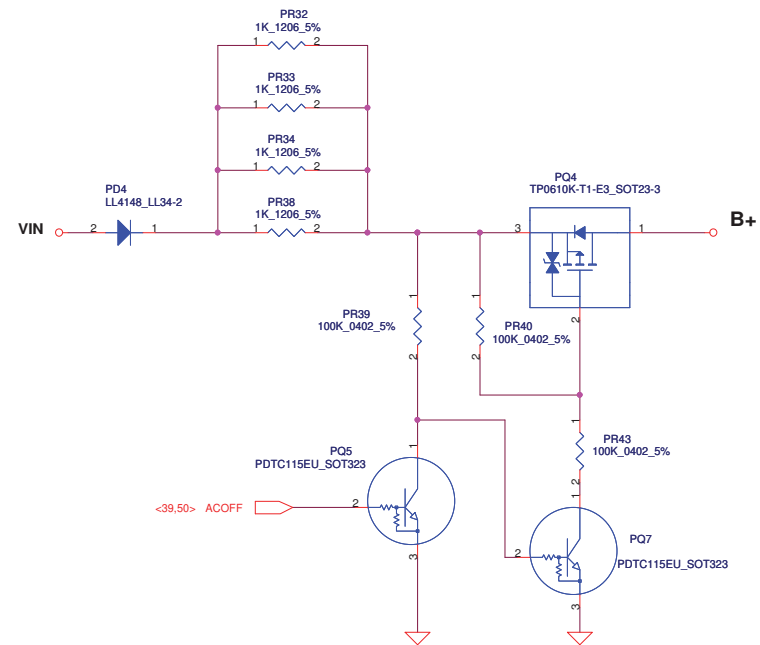 PR32
1K_1206_5%
1 2
PR33
1K_1206_5%
1 2
PR34
1K_1206_5%
1 2
PR38
1K_1206_5%
1 2
PD4
LL4148_LL34-2
VIN
2 1
PQ4
TP0610K-T1-E3_SOT23-3
3 1
B+
2
1
PR39
100K_0402_5%
2
1
PR40
100K_0402_5%
2
1
PR43
100K_0402_5%
2
PQ5
PDTC115EU_SOT323
1
<39,50> ACOFF
2
3
1
PQ7
PDTC115EU_SOT323
2
3